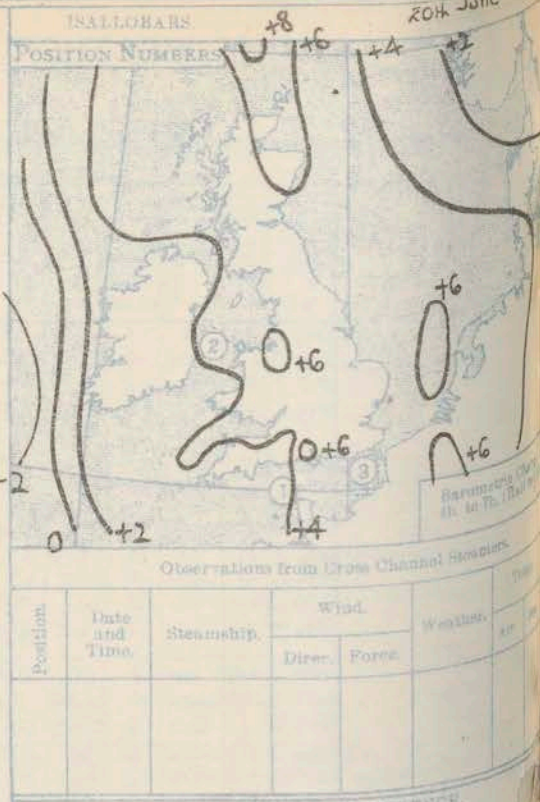 ISALLOBARS
20th June
POSITION NUMBERS
+8
+6
+4
+2
+6
2
+6
+6
3
+6
1
-2
0
+2
+4
Barometric
Observations from Cross Channel Steamers.
Position.
Date and Time.
Steamship.
Wind.
Direc.
Force.
Weather.
Air